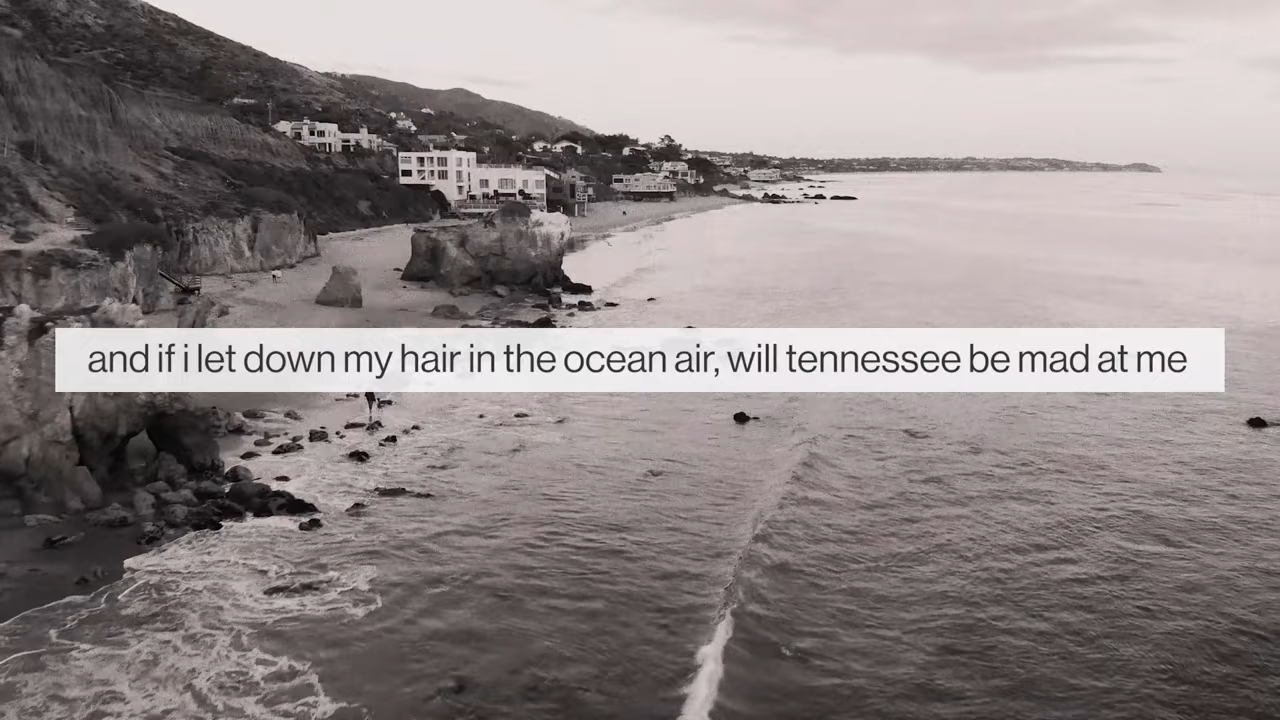 and if i let down my hair in the ocean air, will tennessee be mad at me